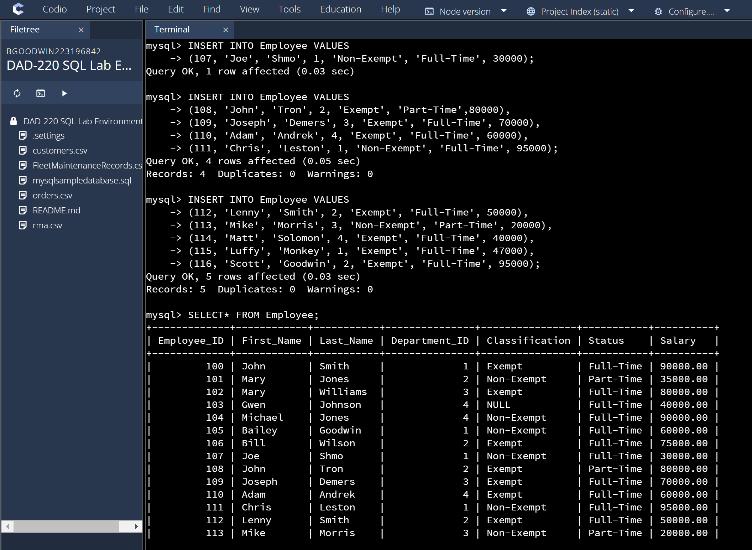 Codio Project File Edit Find View Tools Education Help Node version Project Index (static) Configure....
Filetree ×
Terminal ×
BGOODWIN223196842
DAD-220 SQL Lab E...
DAD-220 SQL Lab Environment
.settings
customers.csv
FleetMaintenanceRecords.cs
mysqlsampledatabase.sql
orders.csv
README.md
rma.csv
mysql> INSERT INTO Employee VALUES
-> (107, 'Joe', 'Shmo', 1, 'Non-Exempt', 'Full-Time', 30000);
Query OK, 1 row affected (0.03 sec)
mysql> INSERT INTO Employee VALUES
-> (108, 'John', 'Tron', 2, 'Exempt', 'Part-Time',80000),
-> (109, 'Joseph', 'Demers', 3, 'Exempt', 'Full-Time', 70000),
-> (110, 'Adam', 'Andrek', 4, 'Exempt', 'Full-Time', 60000),
-> (111, 'Chris', 'Leston', 1, 'Non-Exempt', 'Full-Time', 95000);
Query OK, 4 rows affected (0.05 sec)
Records: 4 Duplicates: 0 Warnings: 0
mysql> INSERT INTO Employee VALUES
-> (112, 'Lenny', 'Smith', 2, 'Exempt', 'Full-Time', 50000),
-> (113, 'Mike', 'Morris', 3, 'Non-Exempt', 'Part-Time', 20000),
-> (114, 'Matt', 'Solomon', 4, 'Exempt', 'Full-Time', 40000),
-> (115, 'Luffy', 'Monkey', 1, 'Exempt', 'Full-Time', 47000),
-> (116, 'Scott', 'Goodwin', 2, 'Exempt', 'Full-Time', 95000);
Query OK, 5 rows affected (0.03 sec)
Records: 5 Duplicates: 0 Warnings: 0
mysql> SELECT* FROM Employee;
+-------------+------------+-----------+---------------+----------------+-----------+----------+
| Employee_ID | First_Name | Last_Name | Department_ID | Classification | Status | Salary |
+-------------+------------+-----------+---------------+----------------+-----------+----------+
| 100 | John | Smith | 1 | Exempt | Full-Time | 90000.00 |
| 101 | Mary | Jones | 2 | Non-Exempt | Part-Time | 35000.00 |
| 102 | Mary | Williams | 3 | Exempt | Full-Time | 80000.00 |
| 103 | Gwen | Johnson | 4 | NULL | Full-Time | 40000.00 |
| 104 | Michael | Jones | 4 | Non-Exempt | Full-Time | 90000.00 |
| 105 | Bailey | Goodwin | 1 | Non-Exempt | Full-Time | 60000.00 |
| 106 | Bill | Wilson | 2 | Exempt | Full-Time | 75000.00 |
| 107 | Joe | Shmo | 1 | Non-Exempt | Full-Time | 30000.00 |
| 108 | John | Tron | 2 | Exempt | Part-Time | 80000.00 |
| 109 | Joseph | Demers | 3 | Exempt | Full-Time | 70000.00 |
| 110 | Adam | Andrek | 4 | Exempt | Full-Time | 60000.00 |
| 111 | Chris | Leston | 1 | Non-Exempt | Full-Time | 95000.00 |
| 112 | Lenny | Smith | 2 | Exempt | Full-Time | 50000.00 |
| 113 | Mike | Morris | 3 | Non-Exempt | Part-Time | 20000.00 |